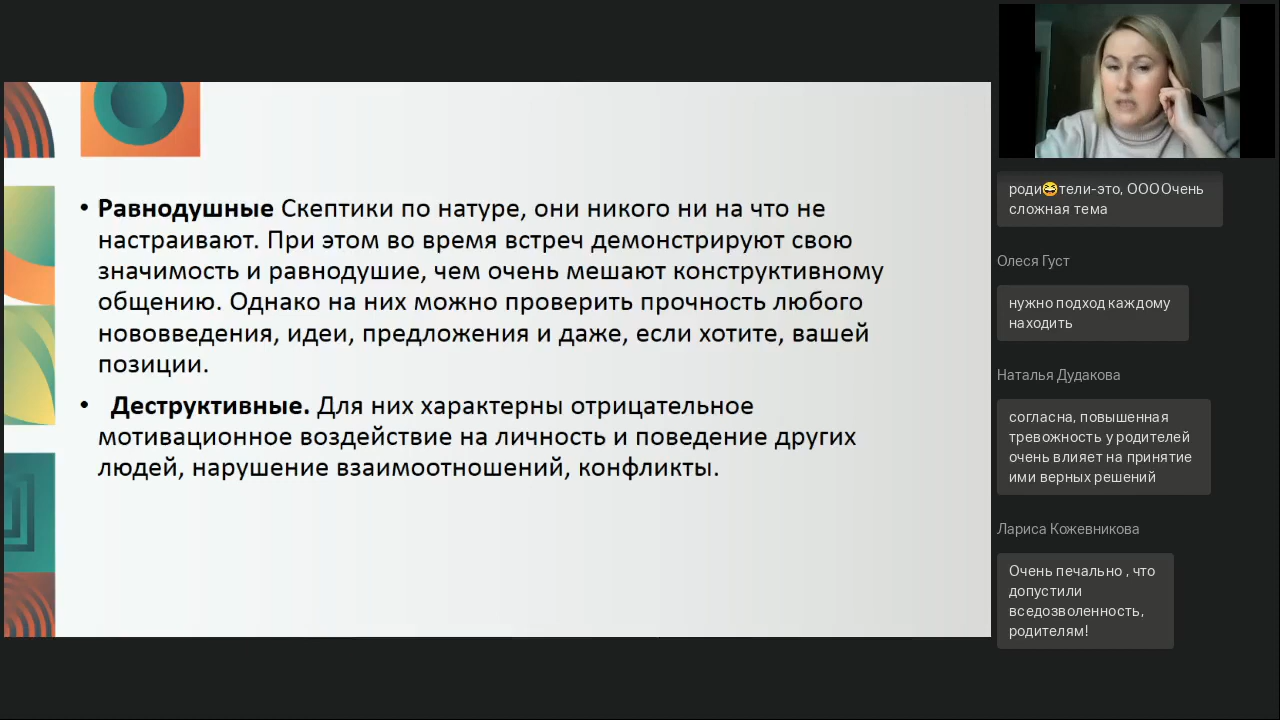 • Равнодушные Скептики по натуре, они никого ни на что не
настраивают. При этом во время встреч демонстрируют свою
значимость и равнодушие, чем очень мешают конструктивному
общению. Однако на них можно проверить прочность любого
нововведения, идеи, предложения и даже, если хотите, вашей
позиции.
• Деструктивные. Для них характерны отрицательное
мотивационное воздействие на личность и поведение других
людей, нарушение взаимоотношений, конфликты.
роди😆тели-это, ООООчень
сложная тема
Олеся Густ
нужно подход каждому
находить
Наталья Дудакова
согласна, повышенная
тревожность у родителей
очень влияет на принятие
ими верных решений
Лариса Кожевникова
Очень печально , что
допустили
вседозволенность,
родителям!